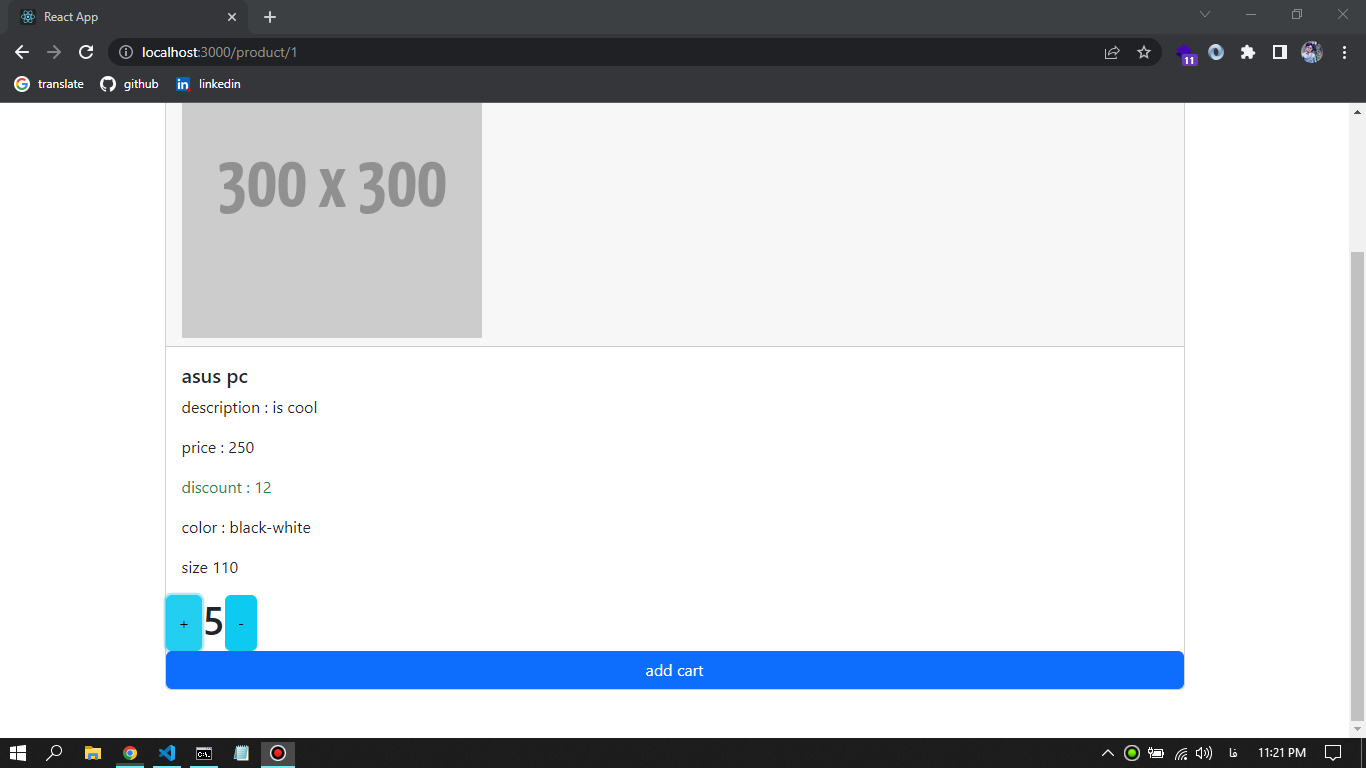 React App
localhost:3000/product/1
11
translate
github
linkedin
300 x 300
asus pc
description : is cool
price : 250
discount : 12
color : black-white
size 110
+ 5 -
add cart
فا 11:21 PM